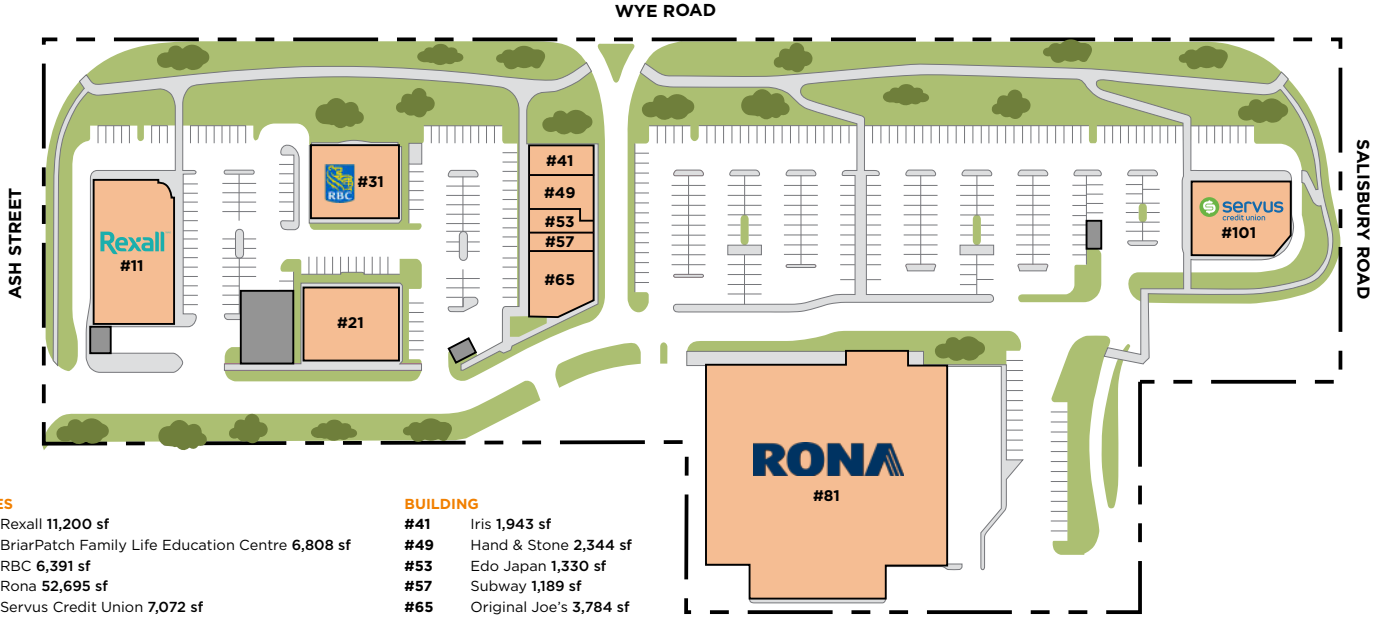 WYE ROAD
ASH STREET
SALISBURY ROAD
Rexall
#11
RBC
#31
#21
#41
#49
#53
#57
#65
servus
credit union
#101
RONA
#81
ES
Rexall 11,200 sf
BriarPatch Family Life Education Centre 6,808 sf
RBC 6,391 sf
Rona 52,695 sf
Servus Credit Union 7,072 sf
BUILDING
#41 Iris 1,943 sf
#49 Hand & Stone 2,344 sf
#53 Edo Japan 1,330 sf
#57 Subway 1,189 sf
#65 Original Joe's 3,784 sf